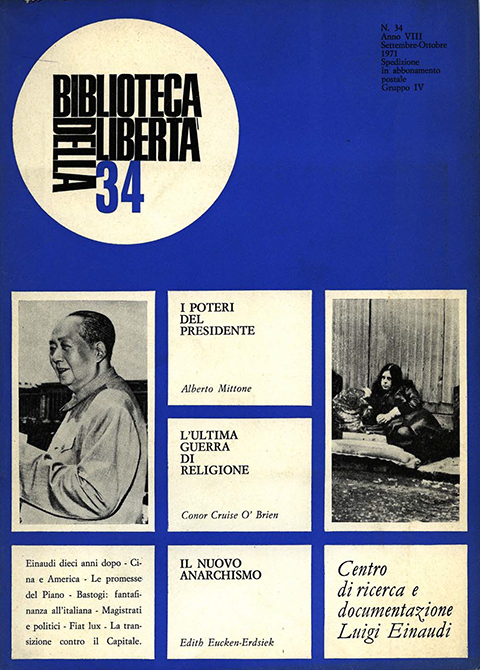 BIBLIOTECA
DELLA
LIBERTA'
34
N. 34
Anno VIII
Settembre-Ottobre
1971
Spedizione
in abbonamento
postale
Gruppo IV
I POTERI
DEL
PRESIDENTE
Alberto Mittone
L'ULTIMA
GUERRA
DI
RELIGIONE
Conor Cruise O' Brien
Einaudi dieci anni dopo - Ci-
na e America - Le promesse
del Piano - Bastogi: fantafi-
nanza all'italiana - Magistrati
e politici - Fiat lux - La tran-
sizione contro il Capitale.
IL NUOVO
ANARCHISMO
Edith Eucken-Erdsiek
Centro
di ricerca e
documentazione
Luigi Einaudi